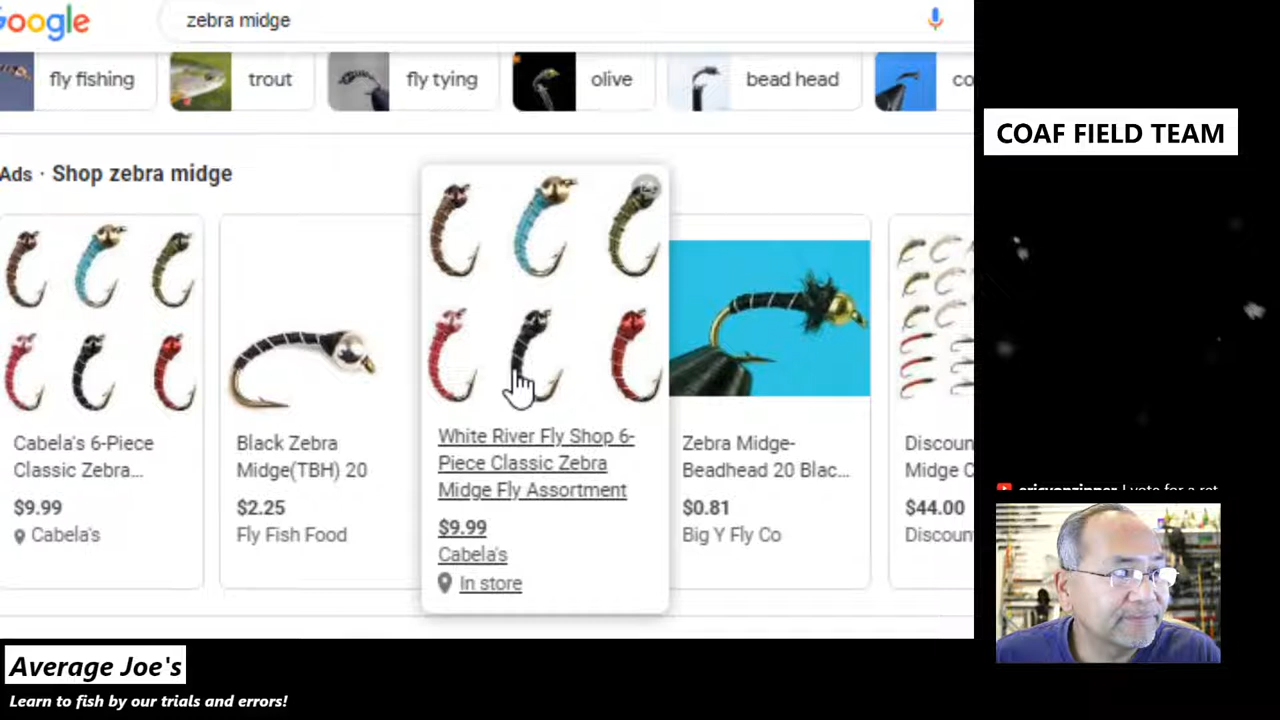 Google
zebra midge
fly fishing
trout
fly tying
olive
bead head
co
Ads · Shop zebra midge
Cabela's 6-Piece
Classic Zebra...
$9.99
Cabela's
Black Zebra
Midge(TBH) 20
$2.25
Fly Fish Food
White River Fly Shop 6-
Piece Classic Zebra
Midge Fly Assortment
$9.99
Cabela's
In store
Zebra Midge-
Beadhead 20 Blac...
$0.81
Big Y Fly Co
Discoun
Midge C
$44.00
Discoun
COAF FIELD TEAM
I vote for a
Average Joe's
Learn to fish by our trials and errors!